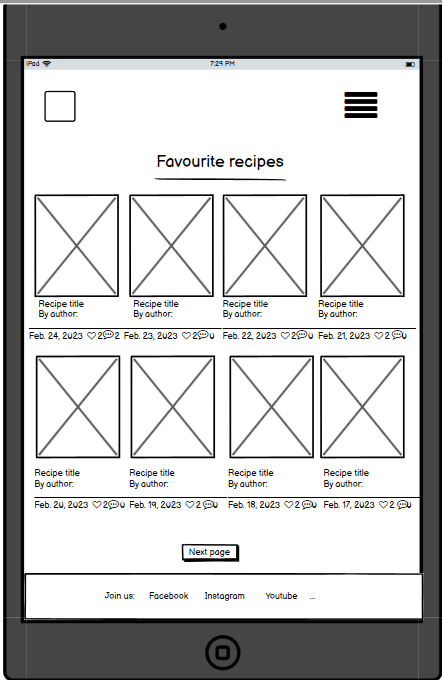 iPad 7:29 PM
Favourite recipes
Recipe title Recipe title Recipe title Recipe title
By author: By author: By author: By author:
Feb. 24, 2023 2 2 Feb. 23, 2023 2 0 Feb. 22, 2023 2 0 Feb. 21, 2023 2 0
Recipe title Recipe title Recipe title Recipe title
By author: By author: By author: By author:
Feb. 20, 2023 2 0 Feb. 19, 2023 2 0 Feb. 18, 2023 2 0 Feb. 17, 2023 2 0
Next page
Join us: Facebook Instagram Youtube ...